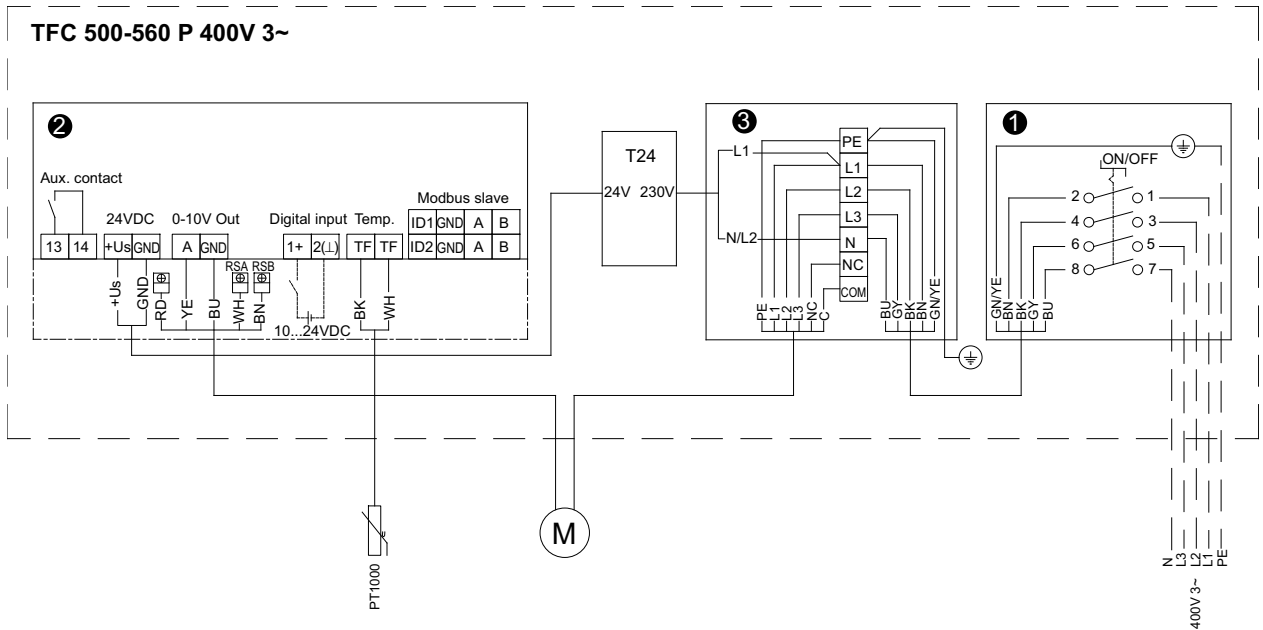 TFC 500-560 P 400V 3~
2
Aux. contact
13 14
24VDC
+Us GND
0-10V Out
A GND
Digital input
1+ 2(⊥)
Temp.
TF TF
Modbus slave
ID1 GND A B
ID2 GND A B
+Us
GND
RD
YE
BU
RSA RSB
WH
BN
10...24VDC
BK
WH
T24
24V 230V
3
L1
N/L2
PE
L1
L2
L3
N
NC
COM
PE
L1
L2
L3
NC
C
BU
GY
BK
BN
GN/YE
1
ON/OFF
2 1
4 3
6 5
8 7
GN/YE
BN
BK
GY
BU
PT1000
M
N
L3
L2
L1
PE
400V 3~